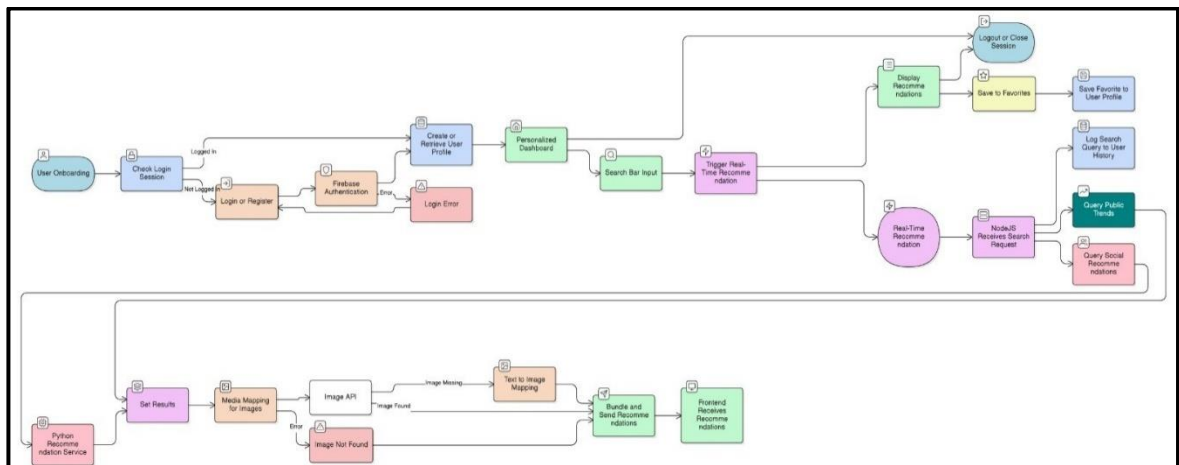 User Onboarding
Check Login
Session
Logged In
Not Logged In
Login or Register
Firebase
Authentication
Error
Login Error
Create or
Retrieve User
Profile
Personalized
Dashboard
Search Bar Input
Trigger Real-
Time Recomme
ndation
Display
Recomme
ndations
Logout or Close
Session
Save to Favorites
Save Favorite to
User Profile
Real-Time
Recomme
ndation
NodeJS
Receives Search
Request
Log Search
Query to User
History
Query Public
Trends
Query Social
Recomme
ndations
Python
Recomme
ndation Service
Set Results
Media Mapping
for Images
Error
Image API
Image Missing
Image Found
Image Not Found
Text to Image
Mapping
Bundle and
Send Recomme
ndations
Frontend
Receives
Recomme
ndations